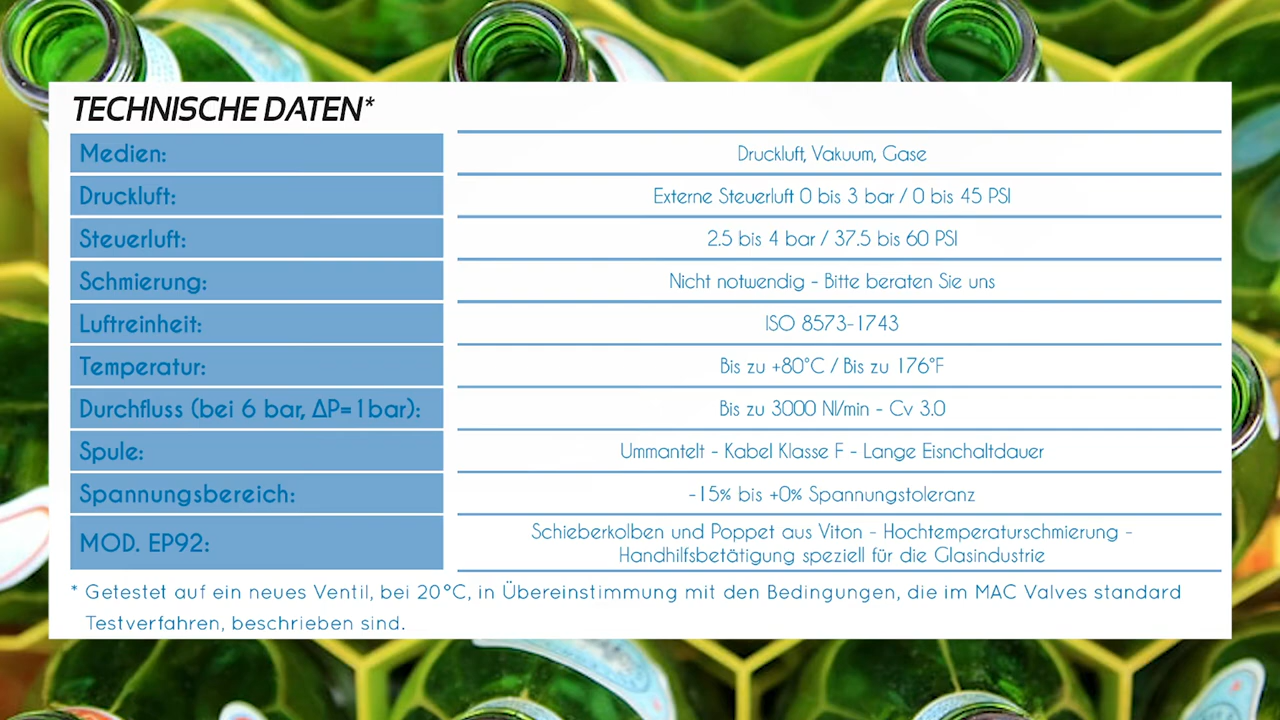 TECHNISCHE DATEN*
Medien: Druckluft, Vakuum, Gase
Druckluft: Externe Steuerluft 0 bis 3 bar / 0 bis 45 PSI
Steuerluft: 2.5 bis 4 bar / 37.5 bis 60 PSI
Schmierung: Nicht notwendig - Bitte beraten Sie uns
Luftreinheit: ISO 8573-1743
Temperatur: Bis zu +80°C / Bis zu 176°F
Durchfluss (bei 6 bar, ΔP=1bar): Bis zu 3000 Nl/min - Cv 3.0
Spule: Ummantelt - Kabel Klasse F - Lange Eisnchaltdauer
Spannungsbereich: -15% bis +0% Spannungstoleranz
MOD. EP92: Schieberkolben und Poppet aus Viton - Hochtemperaturschmierung -
Handhilfsbetätigung speziell für die Glasindustrie
* Getestet auf ein neues Ventil, bei 20°C, in Übereinstimmung mit den Bedingungen, die im MAC Valves standard
Testverfahren, beschrieben sind.